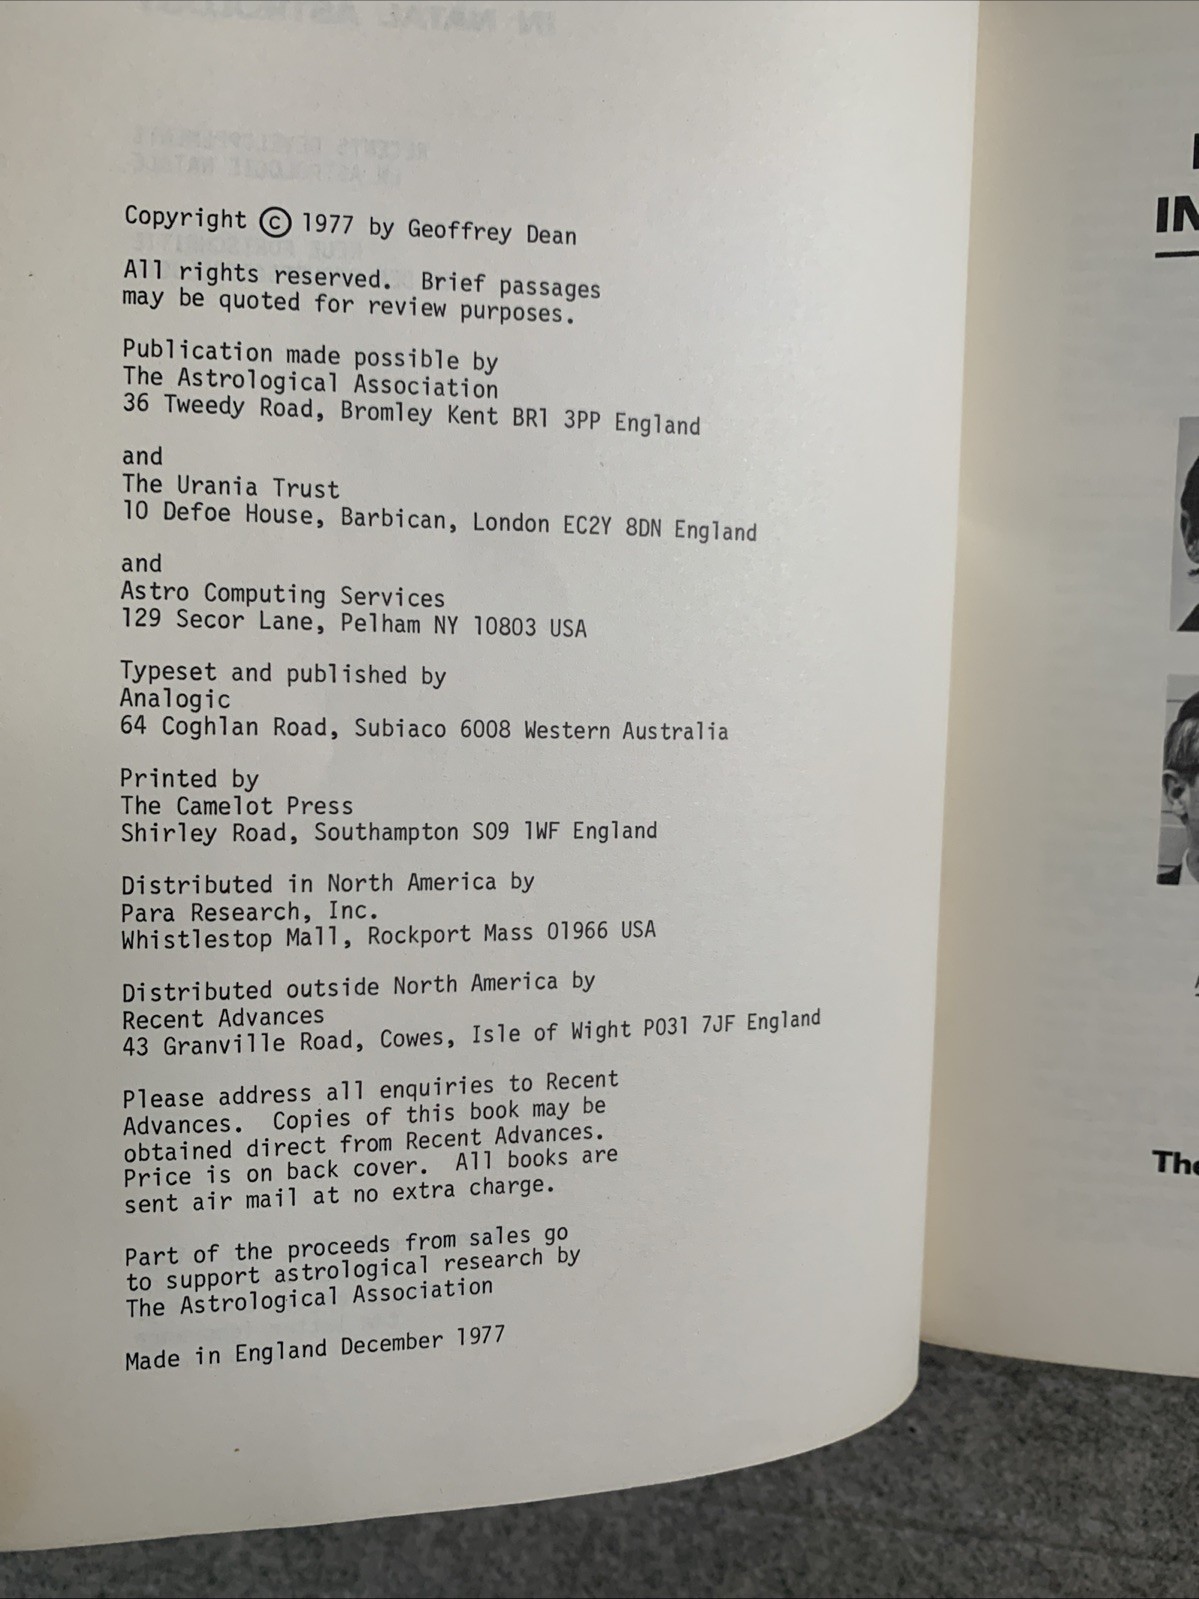 Copyright © 1977 by Geoffrey Dean
All rights reserved.  Brief passages
may be quoted for review purposes.
Publication made possible by
The Astrological Association
36 Tweedy Road, Bromley Kent BR1 3PP England
and
The Urania Trust
10 Defoe House, Barbican, London EC2Y 8DN England
and
Astro Computing Services
129 Secor Lane, Pelham NY 10803 USA
Typeset and published by
Analogic
64 Coghlan Road, Subiaco 6008 Western Australia
Printed by
The Camelot Press
Shirley Road, Southampton SO9 1WF England
Distributed in North America by
Para Research, Inc.
Whistlestop Mall, Rockport Mass 01966 USA
Distributed outside North America by
Recent Advances
43 Granville Road, Cowes, Isle of Wight PO31 7JF England
Please address all enquiries to Recent
Advances.  Copies of this book may be
obtained direct from Recent Advances.
Price is on back cover.  All books are
sent air mail at no extra charge.
Part of the proceeds from sales go
to support astrological research by
The Astrological Association
Made in England December 1977
IN
The